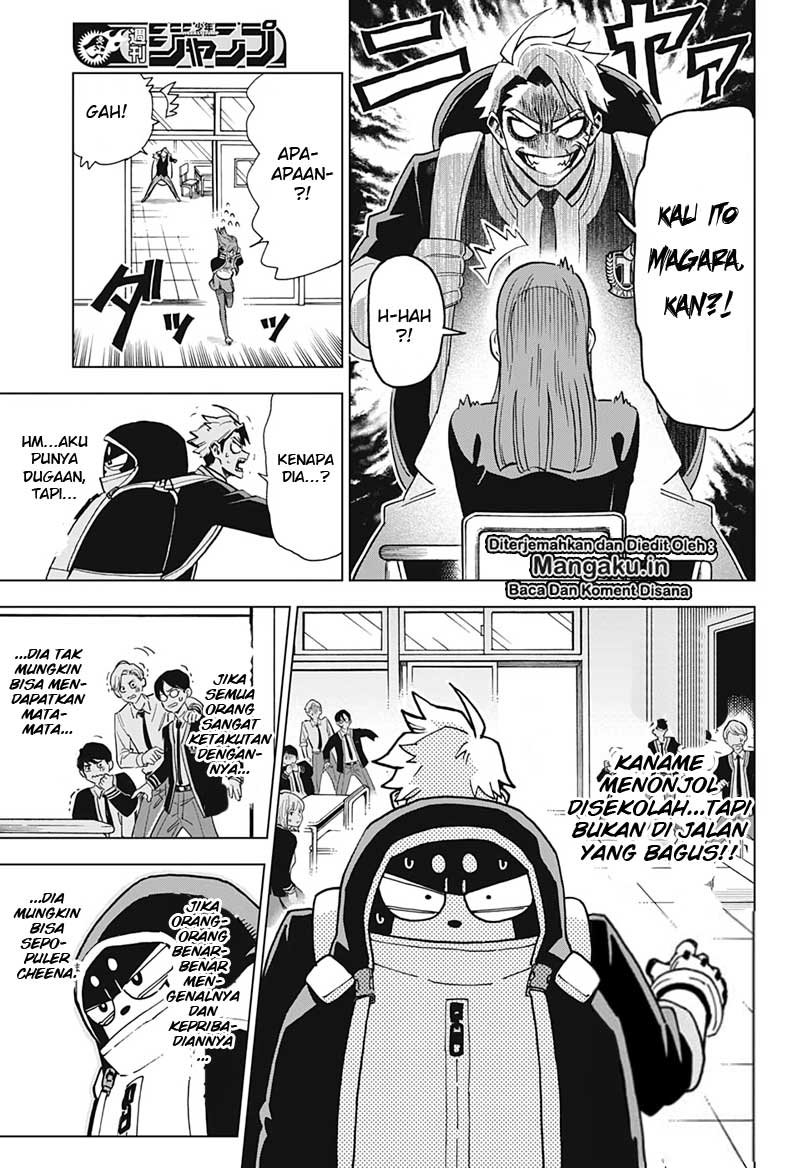 ニヤァ
KAU ITO
MAGARA,
KAN?!
H-HAH
?!
週刊
少年
ジャンプ
GAH!
APA-
APAAN-
?!
ダッッ
KENAPA
DIA...?
HM...AKU
PUNYA
DUGAAN,
TAPI...
Diterjemahkan dan Diedit Oleh :
Mangaku.in
Baca Dan Koment Disana
KANAME
MENONJOL
DISEKOLAH...TAPI
BUKAN DI JALAN
YANG BAGUS!!
JIKA
SEMUA
ORANG
SANGAT
KETAKUTAN
DENGAN-
NYA...
...DIA TAK
MUNGKIN
BISA MEN-
DAPATKAN
MATA-
MATA...
JIKA
ORANG-
ORANG
BENAR-
BENAR
MEN-
GENALNYA
DAN
KEPRIBA-
DIANNYA
...
...DIA
MUNGKIN
BISA
SEPO-
PULER
CHEENA.